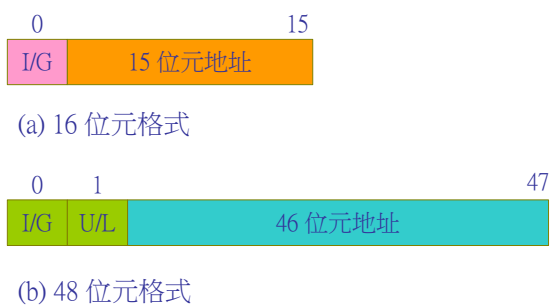 0 15
I/G 15 位元地址
(a) 16 位元格式
0 1 47
I/G U/L 46 位元地址
(b) 48 位元格式